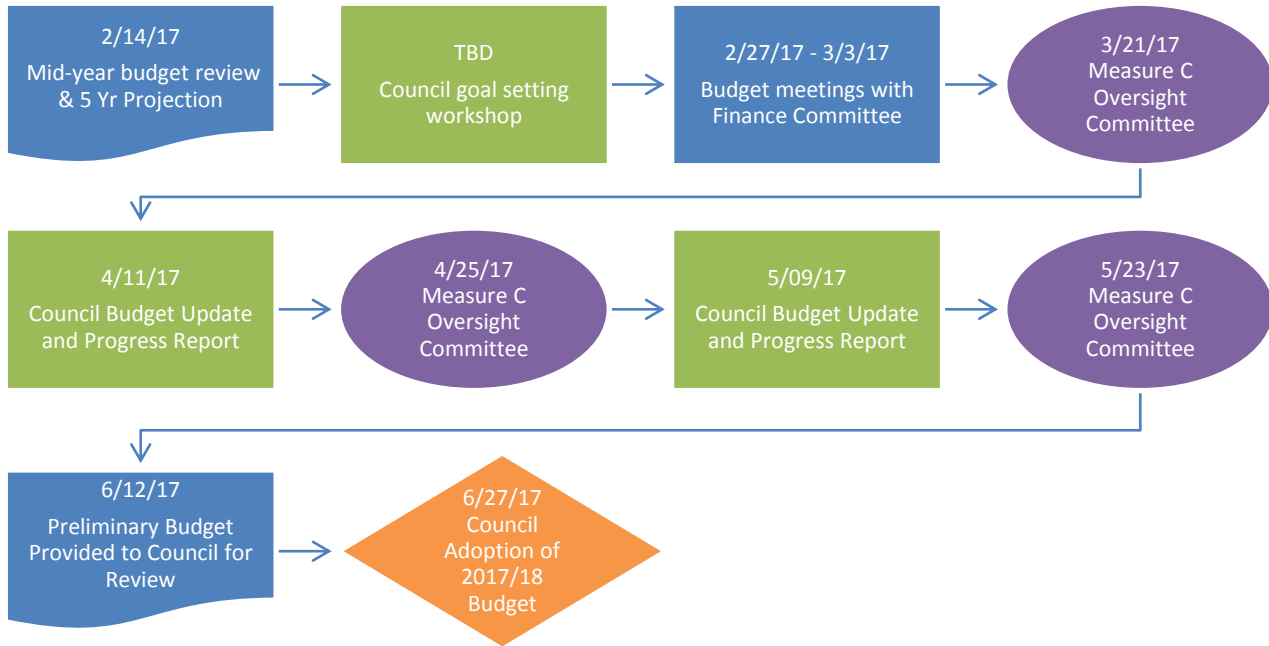 2/14/17
Mid-year budget review
& 5 Yr Projection
TBD
Council goal setting
workshop
2/27/17 - 3/3/17
Budget meetings with
Finance Committee
3/21/17
Measure C
Oversight
Committee
4/11/17
Council Budget Update
and Progress Report
4/25/17
Measure C
Oversight
Committee
5/09/17
Council Budget Update
and Progress Report
5/23/17
Measure C
Oversight
Committee
6/12/17
Preliminary Budget
Provided to Council for
Review
6/27/17
Council
Adoption of
2017/18
Budget